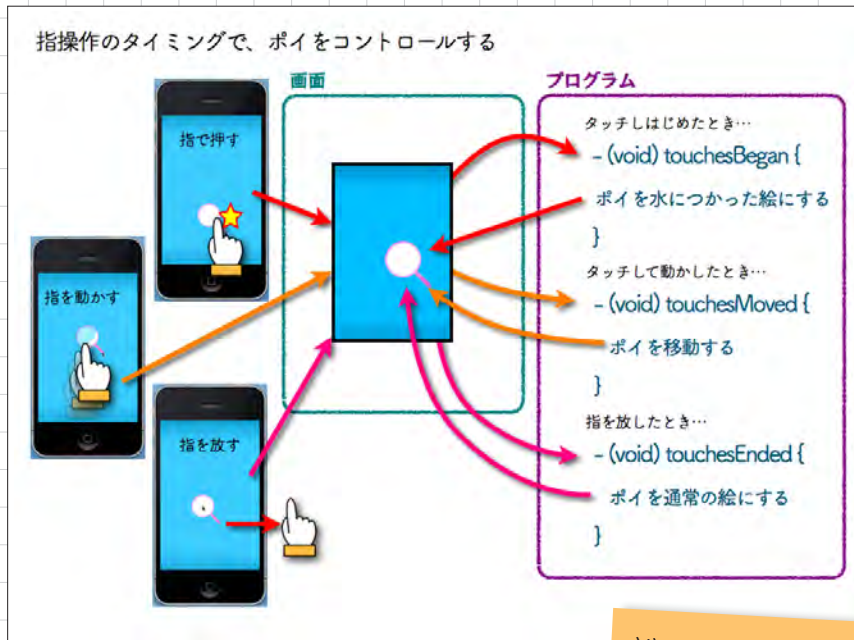 指操作のタイミングで、ポイをコントロールする
画面
プログラム
指で押す
指を動かす
指を放す
タッチしはじめたとき…
- (void) touchesBegan {
ポイを水につかった絵にする
}
タッチして動かしたとき…
- (void) touchesMoved {
ポイを移動する
}
指を放したとき…
- (void) touchesEnded {
ポイを通常の絵にする
}